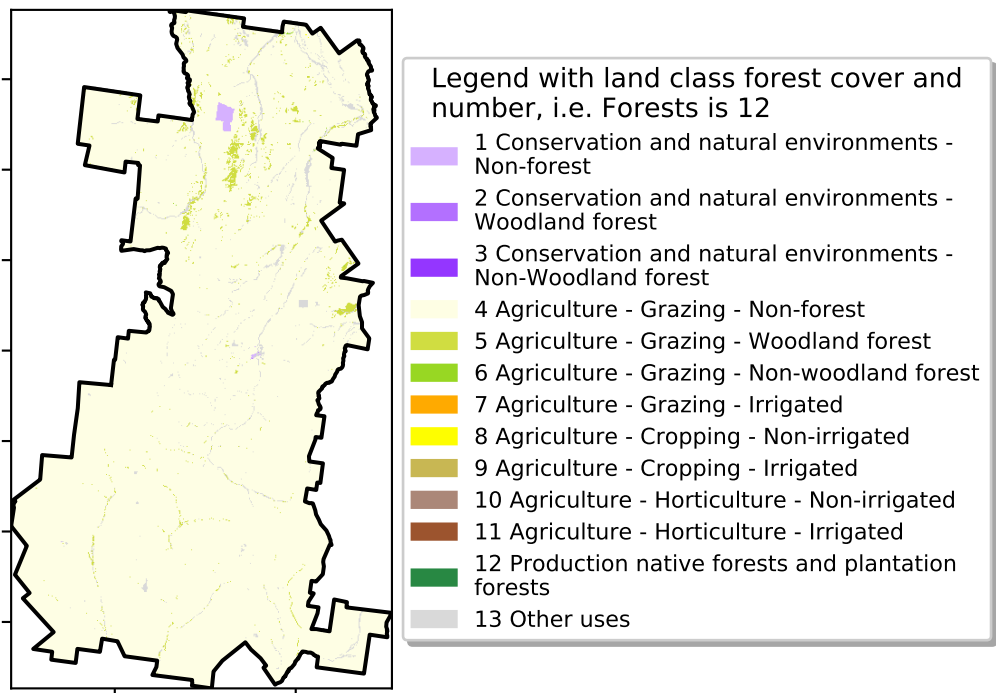 Legend with land class forest cover and
number, i.e. Forests is 12
1 Conservation and natural environments -
Non-forest
2 Conservation and natural environments -
Woodland forest
3 Conservation and natural environments -
Non-Woodland forest
4 Agriculture - Grazing - Non-forest
5 Agriculture - Grazing - Woodland forest
6 Agriculture - Grazing - Non-woodland forest
7 Agriculture - Grazing - Irrigated
8 Agriculture - Cropping - Non-irrigated
9 Agriculture - Cropping - Irrigated
10 Agriculture - Horticulture - Non-irrigated
11 Agriculture - Horticulture - Irrigated
12 Production native forests and plantation
forests
13 Other uses